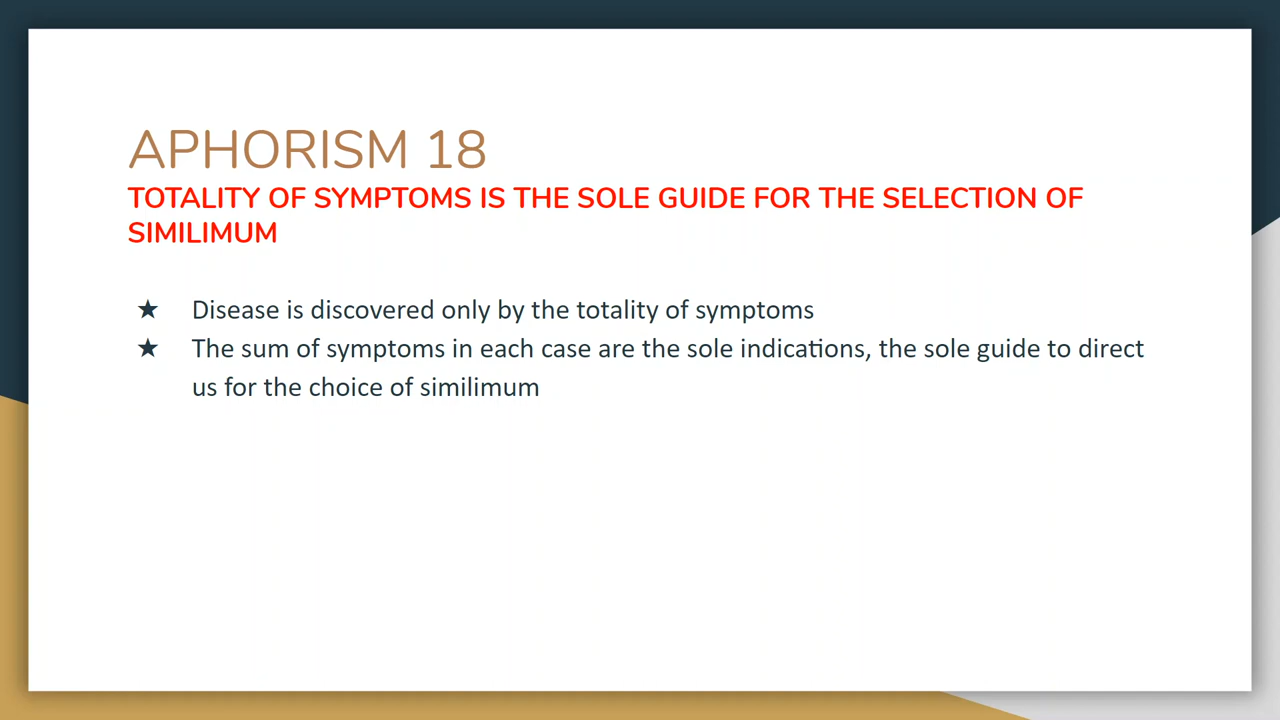 APHORISM 18
TOTALITY OF SYMPTOMS IS THE SOLE GUIDE FOR THE SELECTION OF
SIMILIMUM
★ Disease is discovered only by the totality of symptoms
★ The sum of symptoms in each case are the sole indications, the sole guide to direct
us for the choice of similimum